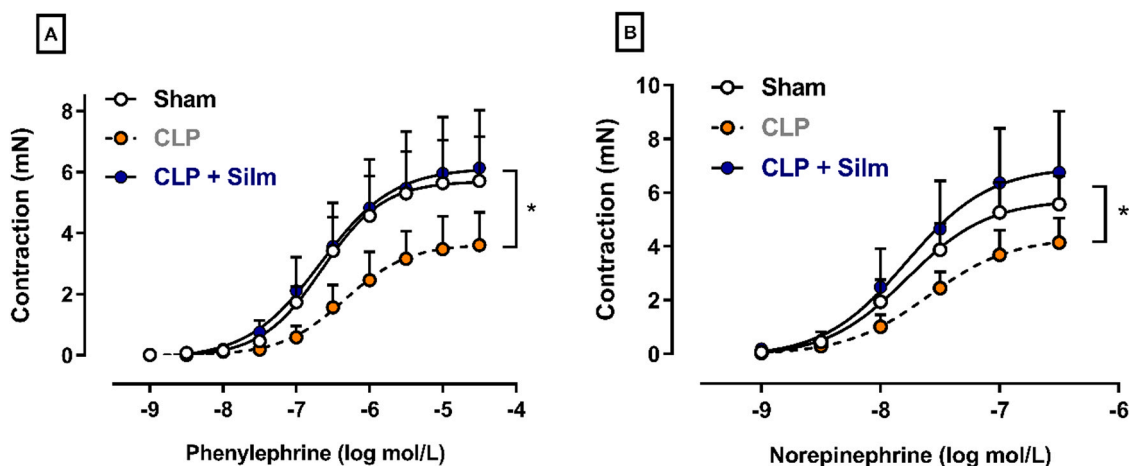 A
Sham
CLP
CLP + Silm
8
6
4
2
0
Contraction (mN)
*
-9
-8
-7
-6
-5
-4
Phenylephrine (log mol/L)
B
Sham
CLP
CLP + Silm
10
8
6
4
2
0
Contraction (mN)
*
-9
-8
-7
-6
Norepinephrine (log mol/L)